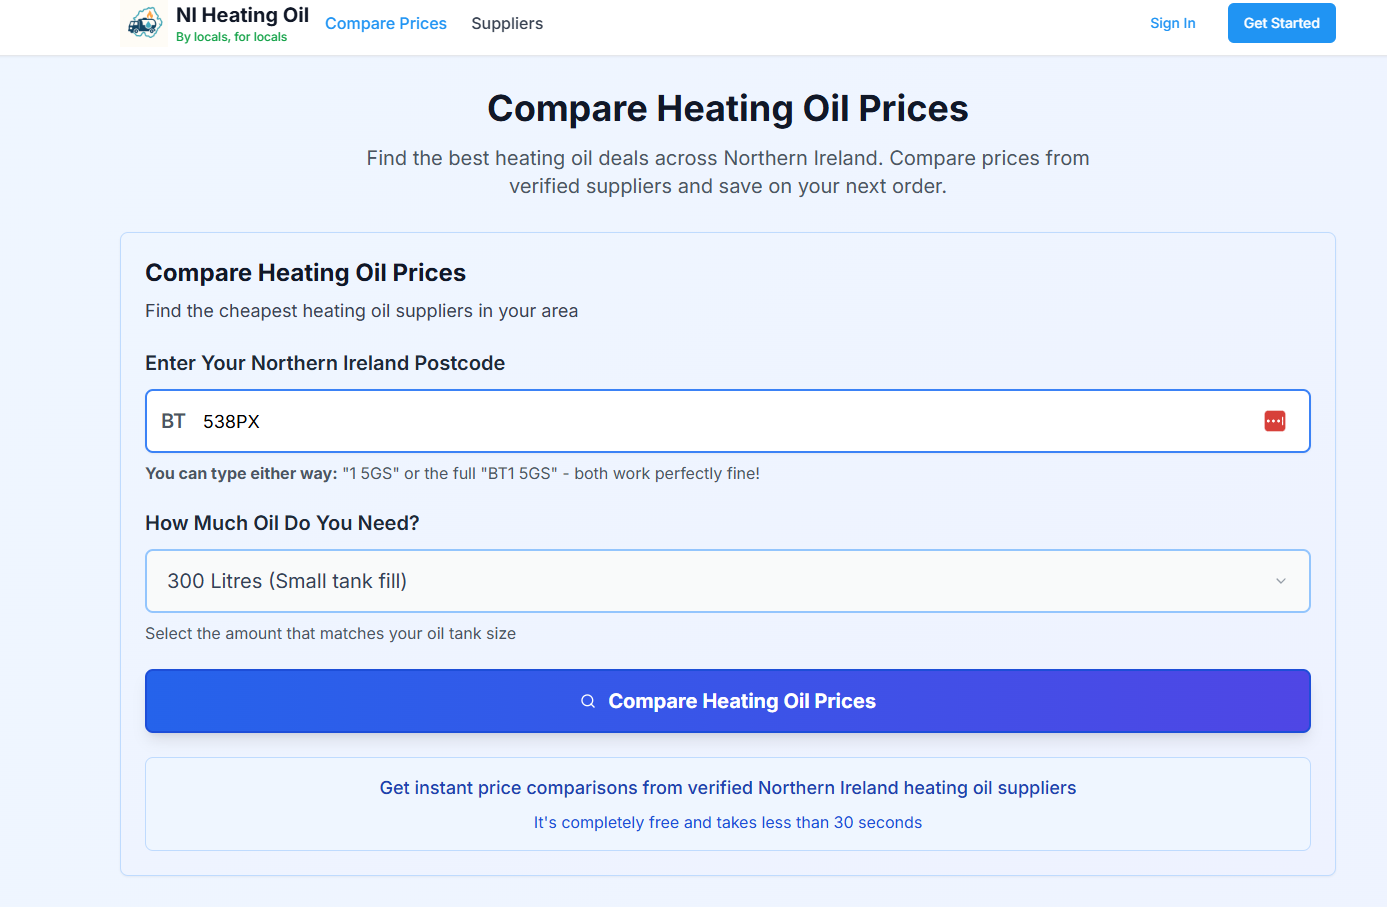 NI Heating Oil
By locals, for locals
Compare Prices
Suppliers
Sign In
Get Started
Compare Heating Oil Prices
Find the best heating oil deals across Northern Ireland. Compare prices from
verified suppliers and save on your next order.
Compare Heating Oil Prices
Find the cheapest heating oil suppliers in your area
Enter Your Northern Ireland Postcode
BT 538PX
You can type either way: "1 5GS" or the full "BT1 5GS" - both work perfectly fine!
How Much Oil Do You Need?
300 Litres (Small tank fill)
Select the amount that matches your oil tank size
Compare Heating Oil Prices
Get instant price comparisons from verified Northern Ireland heating oil suppliers
It's completely free and takes less than 30 seconds